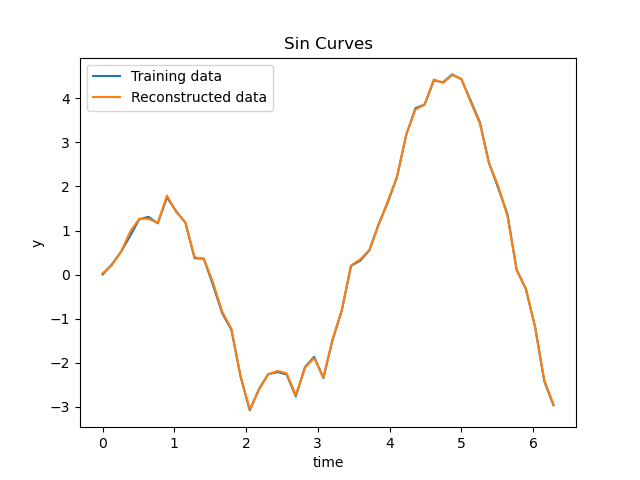 Sin Curves
Training data
Reconstructed data
4
3
2
1
0
−1
−2
−3
y
0 1 2 3 4 5 6
time